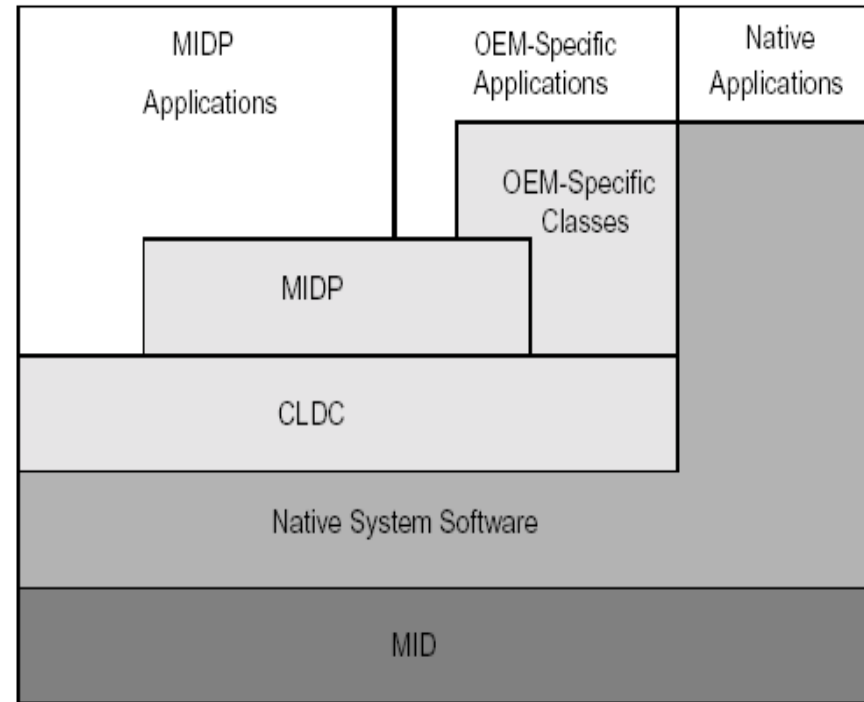 MIDP
Applications
OEM-Specific
Applications
Native
Applications
OEM-Specific
Classes
MIDP
CLDC
Native System Software
MID